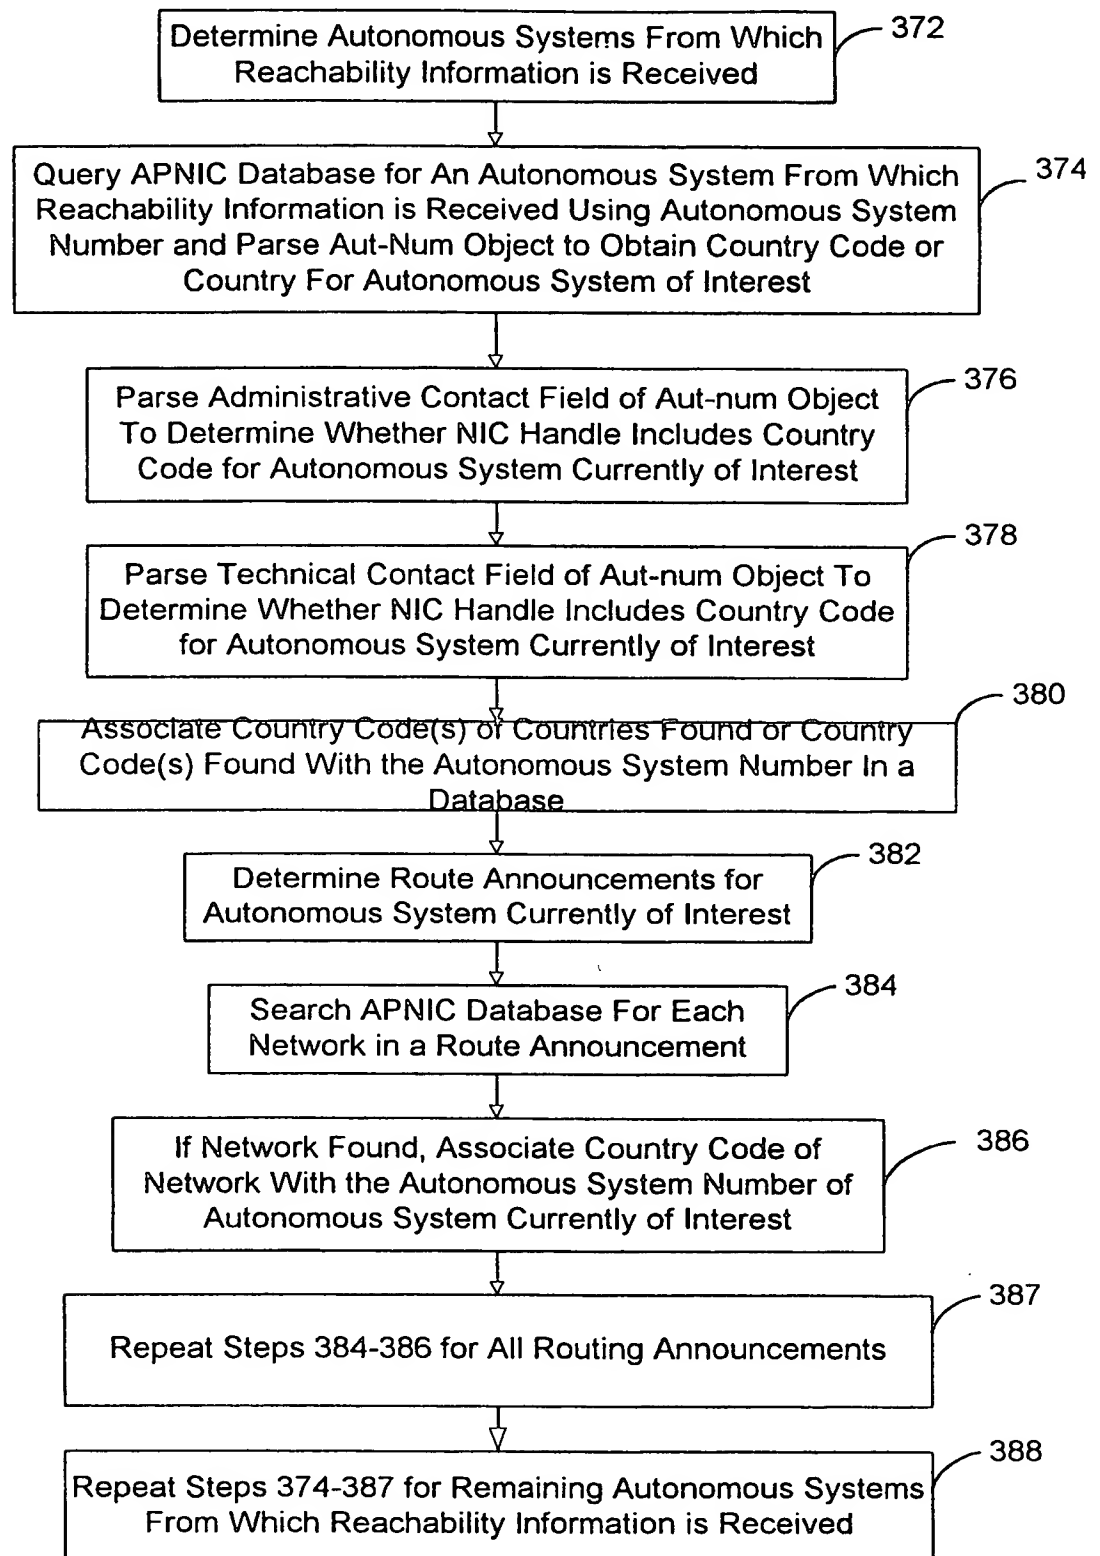 Determine Autonomous Systems From Which
Reachability Information is Received
372
Query APNIC Database for An Autonomous System From Which
Reachability Information is Received Using Autonomous System
Number and Parse Aut-Num Object to Obtain Country Code or
Country For Autonomous System of Interest
374
Parse Administrative Contact Field of Aut-num Object
To Determine Whether NIC Handle Includes Country
Code for Autonomous System Currently of Interest
376
Parse Technical Contact Field of Aut-num Object To
Determine Whether NIC Handle Includes Country Code
for Autonomous System Currently of Interest
378
Associate Country Code(s) of Countries Found or Country
Code(s) Found With the Autonomous System Number In a
Database
380
Determine Route Announcements for
Autonomous System Currently of Interest
382
Search APNIC Database For Each
Network in a Route Announcement
384
If Network Found, Associate Country Code of
Network With the Autonomous System Number of
Autonomous System Currently of Interest
386
Repeat Steps 384-386 for All Routing Announcements
387
Repeat Steps 374-387 for Remaining Autonomous Systems
From Which Reachability Information is Received
388